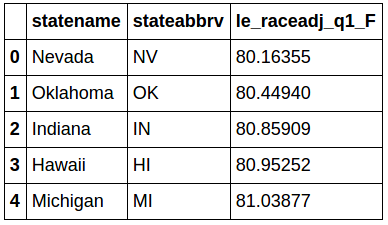 statename stateabbrv le_raceadj_q1_F
0 Nevada NV 80.16355
1 Oklahoma OK 80.44940
2 Indiana IN 80.85909
3 Hawaii HI 80.95252
4 Michigan MI 81.03877